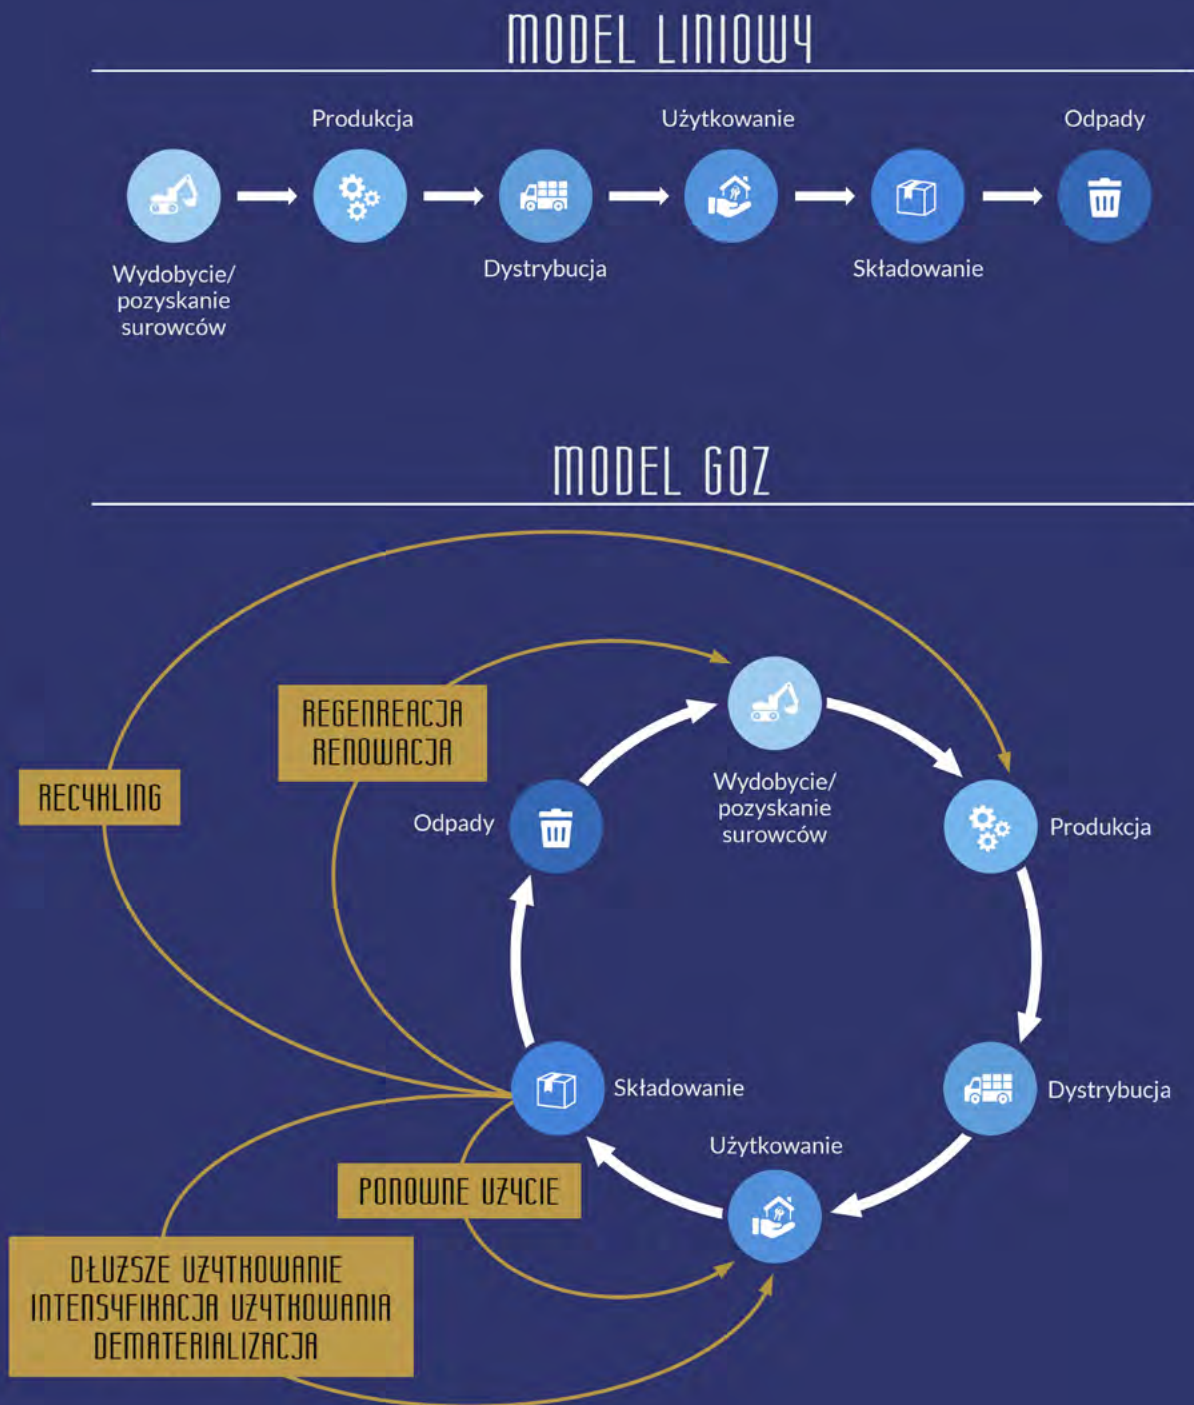 MODEL LINIOWY
Produkcja
Użytkowanie
Odpady
Wydobycie/
pozyskanie
surowców
Dystrybucja
Składowanie
MODEL GOZ
REGENREACJA
RENOWACJA
RECYKLING
Odpady
Wydobycie/
pozyskanie
surowców
Produkcja
Składowanie
Dystrybucja
Użytkowanie
PONOWNE UŻYCIE
DŁUŻSZE UŻYTKOWANIE
INTENSYFIKACJA UŻYTKOWANIA
DEMATERIALIZACJA